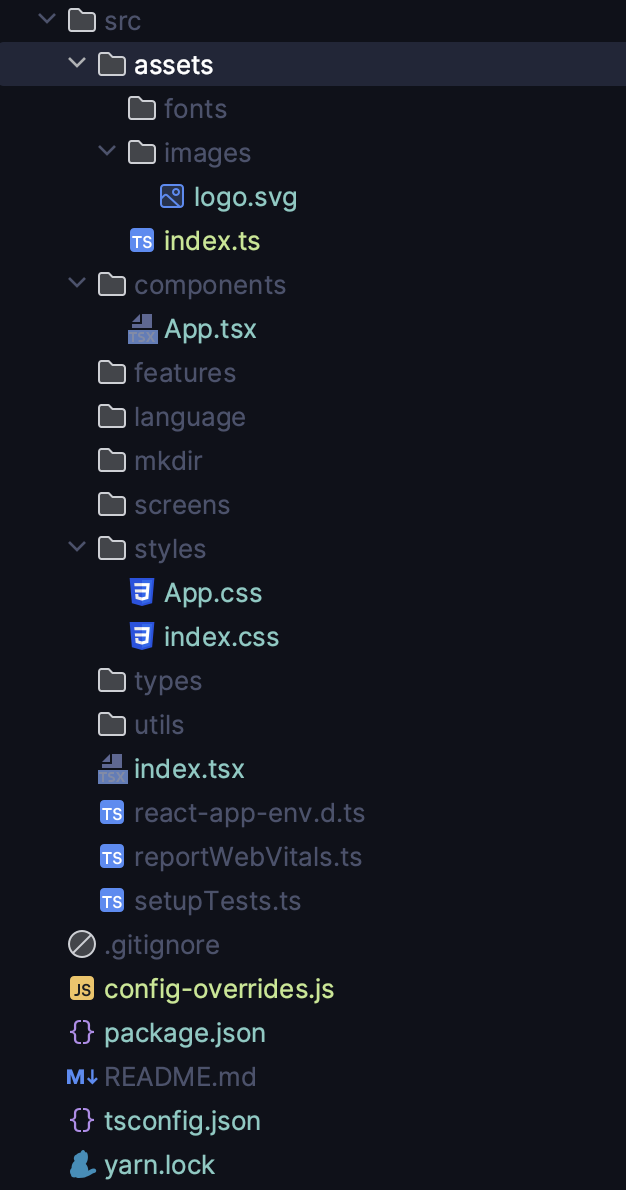 src
assets
fonts
images
logo.svg
TS index.ts
components
TSX App.tsx
features
language
mkdir
screens
styles
App.css
index.css
types
utils
TSX index.tsx
TS react-app-env.d.ts
TS reportWebVitals.ts
TS setupTests.ts
.gitignore
JS config-overrides.js
{} package.json
M↓ README.md
{} tsconfig.json
yarn.lock